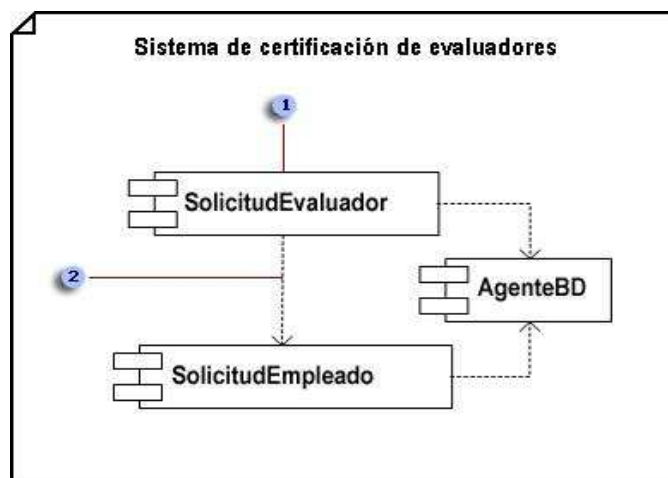 Sistema de certificación de evaluadores
1
SolicitudEvaluador
2
AgenteBD
SolicitudEmpleado